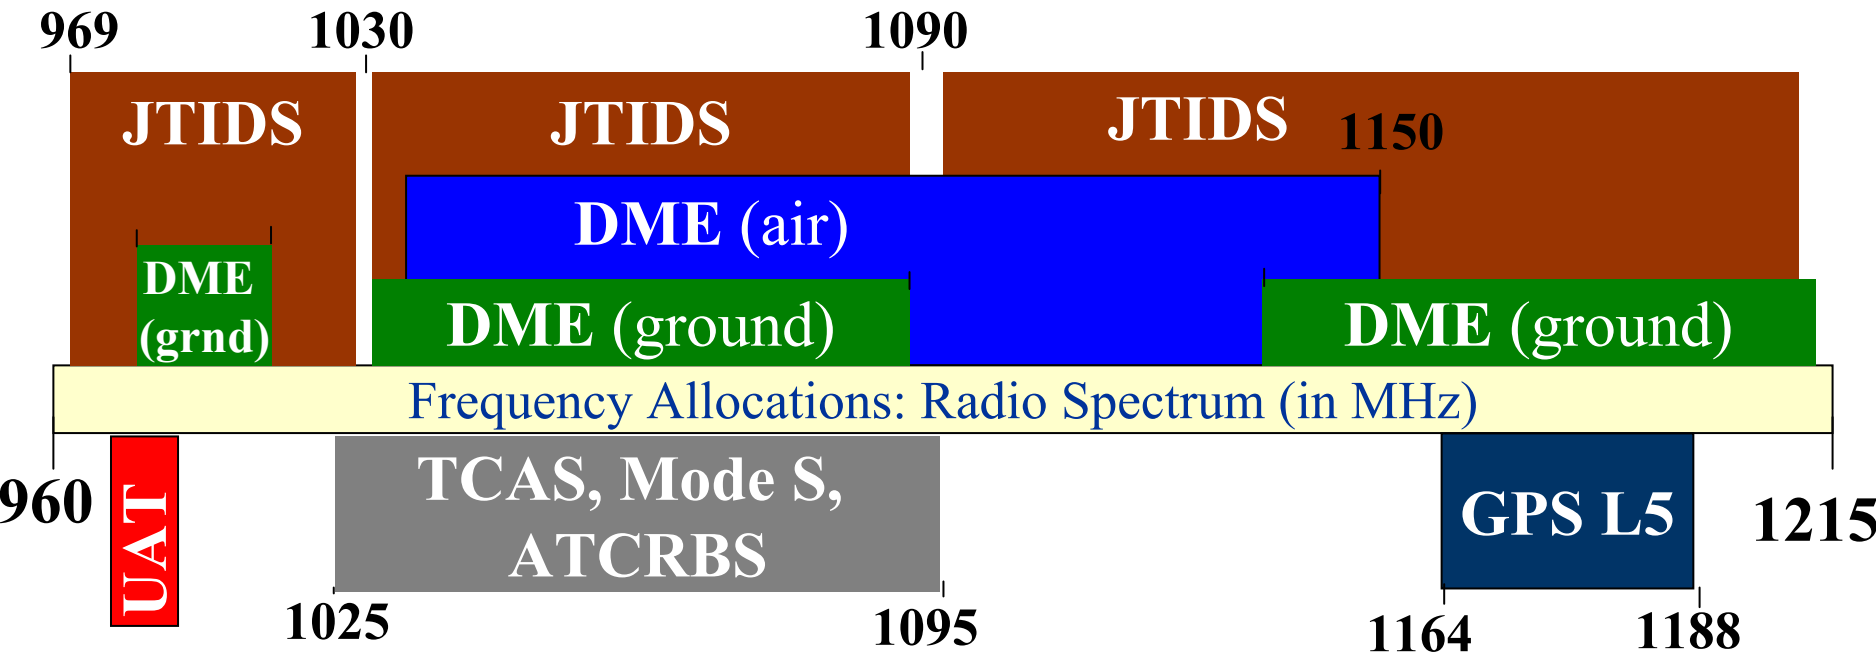 969
1030
1090
JTIDS
JTIDS
JTIDS
1150
DME (air)
DME
(grnd)
DME (ground)
DME (ground)
Frequency Allocations: Radio Spectrum (in MHz)
960
UAT
TCAS, Mode S,
ATCRBS
GPS L5
1215
1025
1095
1164
1188